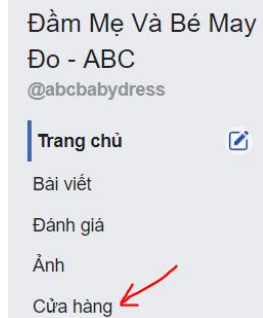 Đầm Mẹ Và Bé May
Đo - ABC
@abcbabydress
Trang chủ
Bài viết
Đánh giá
Ảnh
Cửa hàng